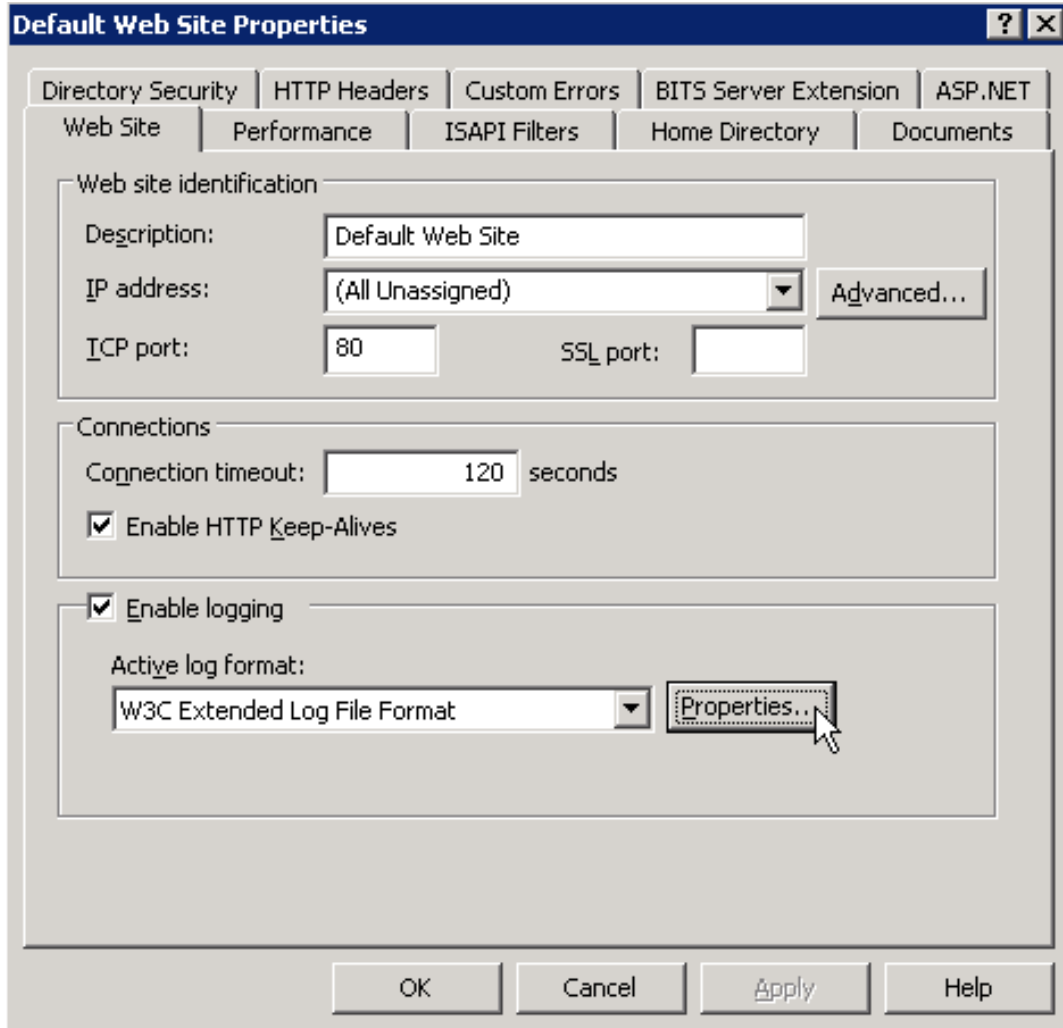 Default Web Site Properties
Directory Security HTTP Headers Custom Errors BITS Server Extension ASP.NET
Web Site Performance ISAPI Filters Home Directory Documents
Web site identification
Description: Default Web Site
IP address: (All Unassigned) Advanced...
TCP port: 80 SSL port:
Connections
Connection timeout: 120 seconds
Enable HTTP Keep-Alives
Enable logging
Active log format:
W3C Extended Log File Format Properties...
OK Cancel Apply Help